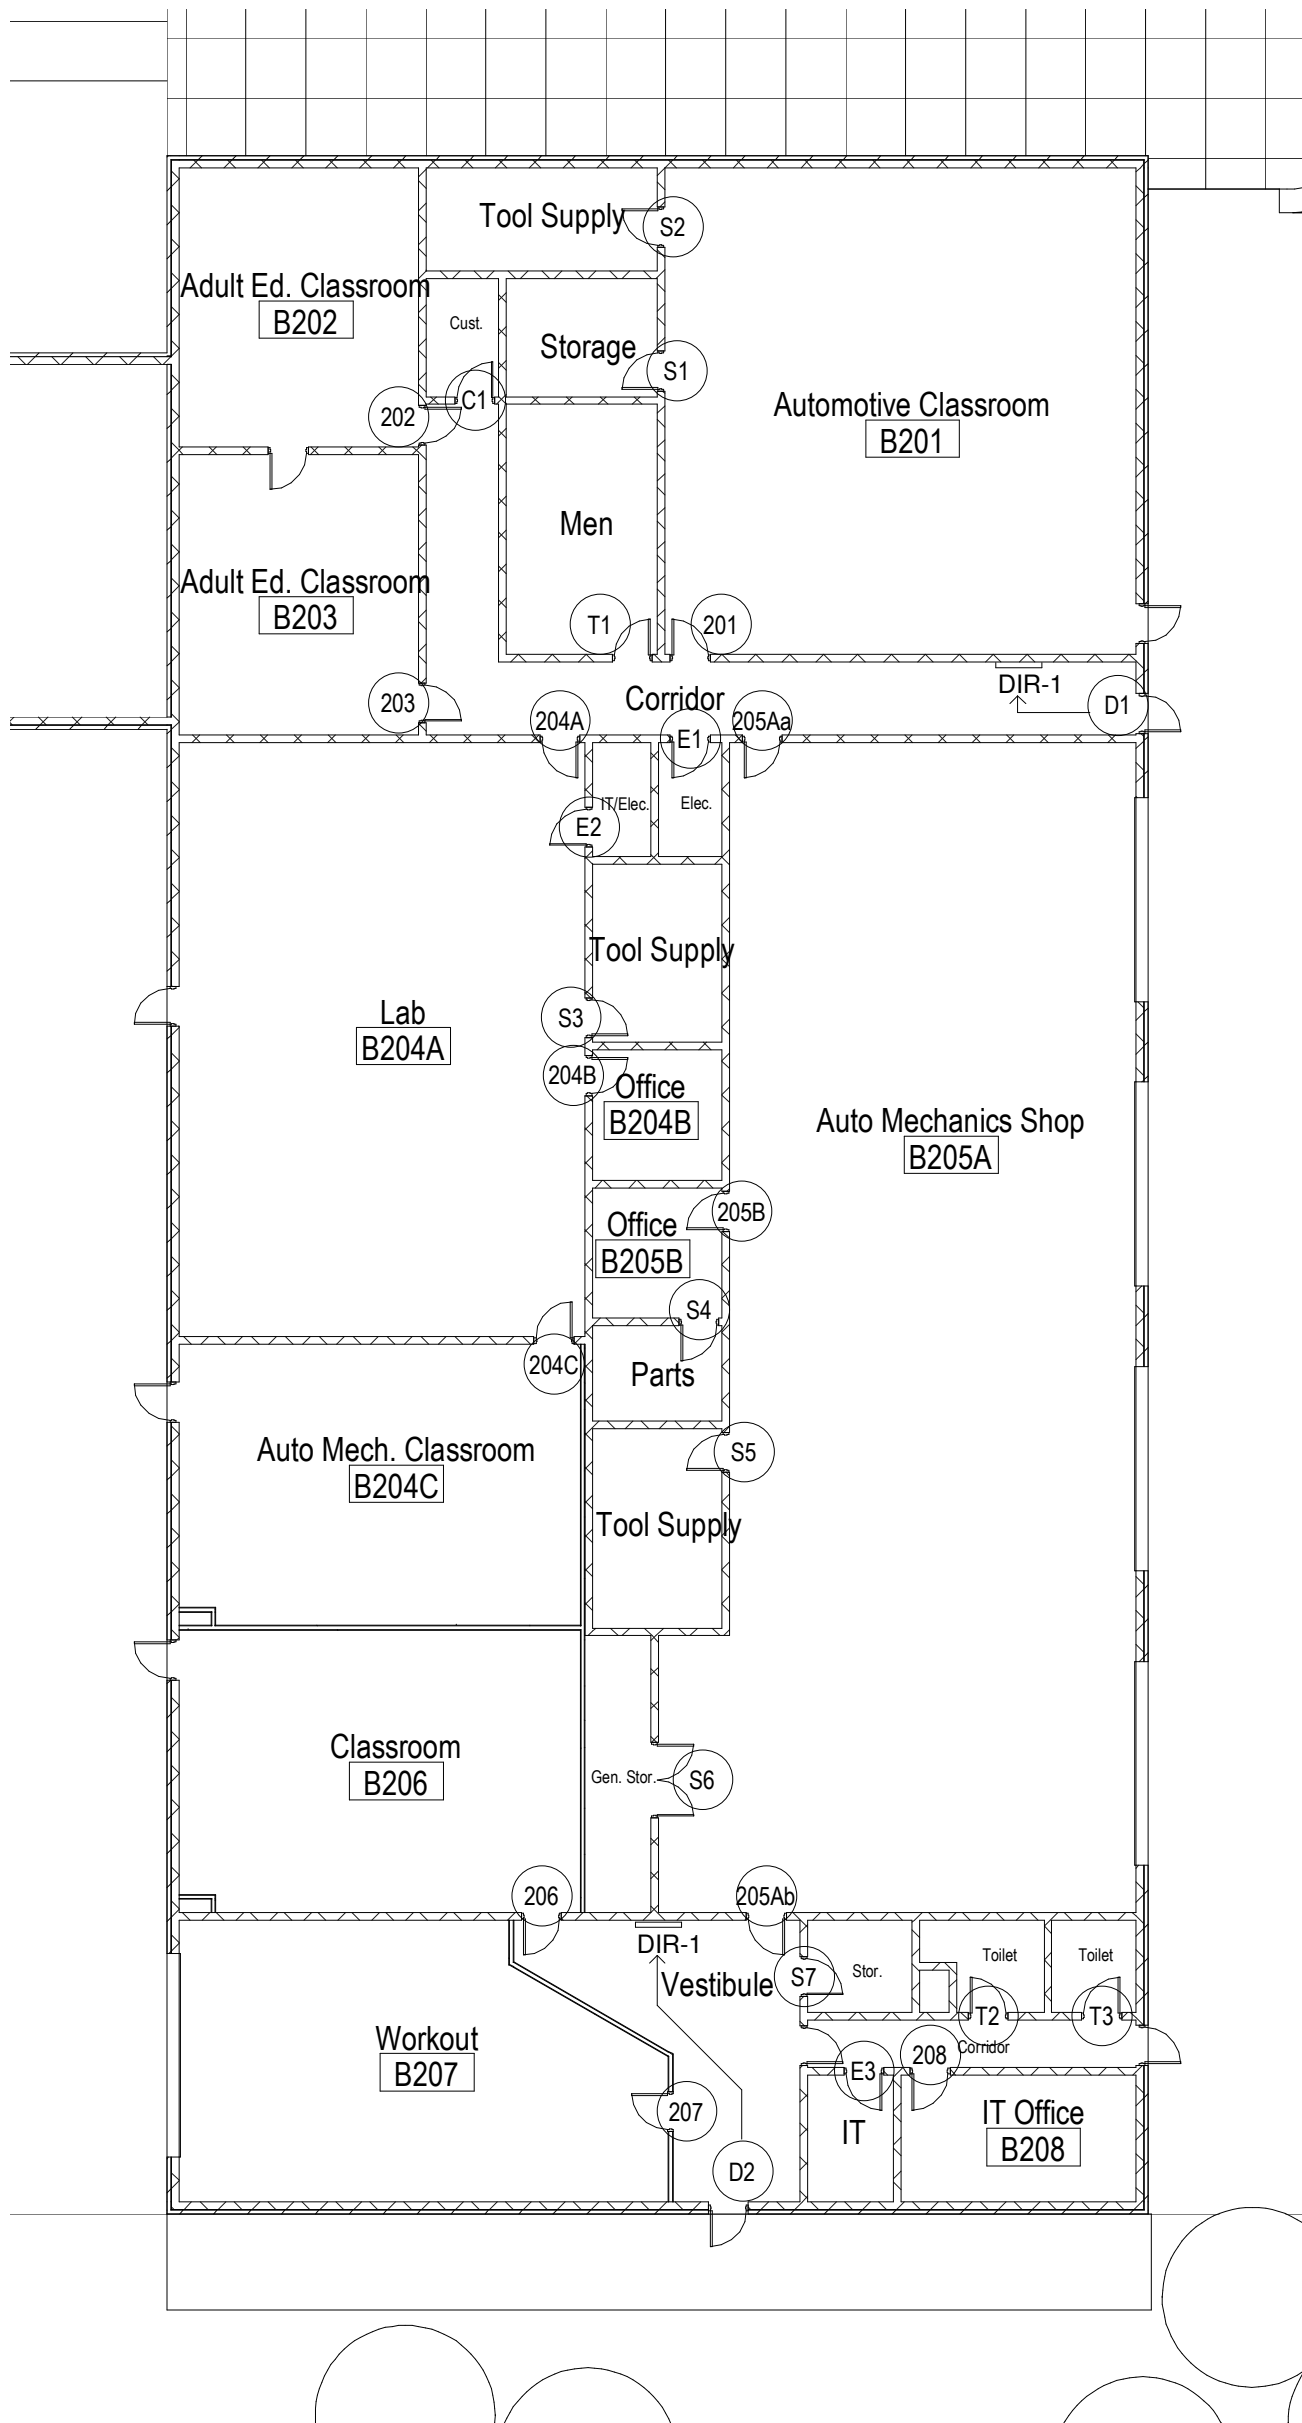 Tool Supply
S2
Adult Ed. Classroom
B202
Cust.
Storage
S1
C1
202
Automotive Classroom
B201
Men
Adult Ed. Classroom
B203
T1
201
203
Corridor
DIR-1
D1
204A
E1
205Aa
IT/Elec.
Elec.
E2
Tool Supply
Lab
B204A
S3
204B
Office
B204B
Auto Mechanics Shop
B205A
205B
Office
B205B
S4
204C
Parts
Auto Mech. Classroom
B204C
S5
Tool Supply
Classroom
B206
Gen. Stor.
S6
206
205Ab
DIR-1
Vestibule
S7
Stor.
Toilet
Toilet
T2
T3
Workout
B207
Corridor
208
E3
207
IT
IT Office
B208
D2